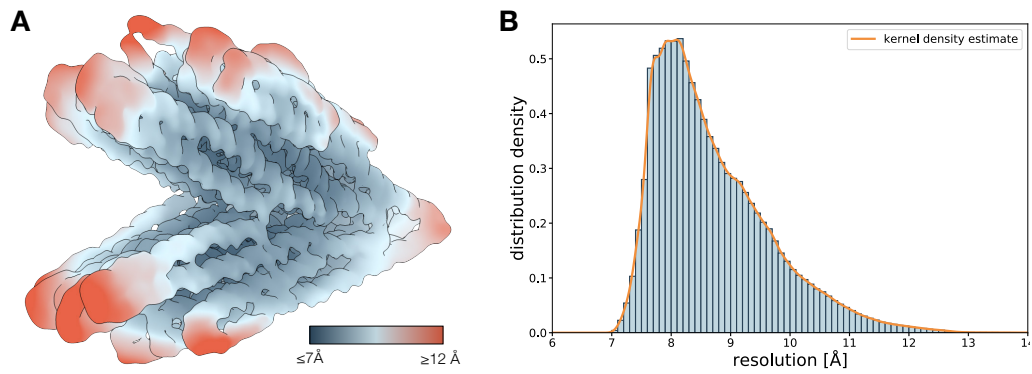 A
≤7Å
≥12 Å
B
kernel density estimate
distribution density
0.5
0.4
0.3
0.2
0.1
0.0
6
7
8
9
10
11
12
13
14
resolution [Å]